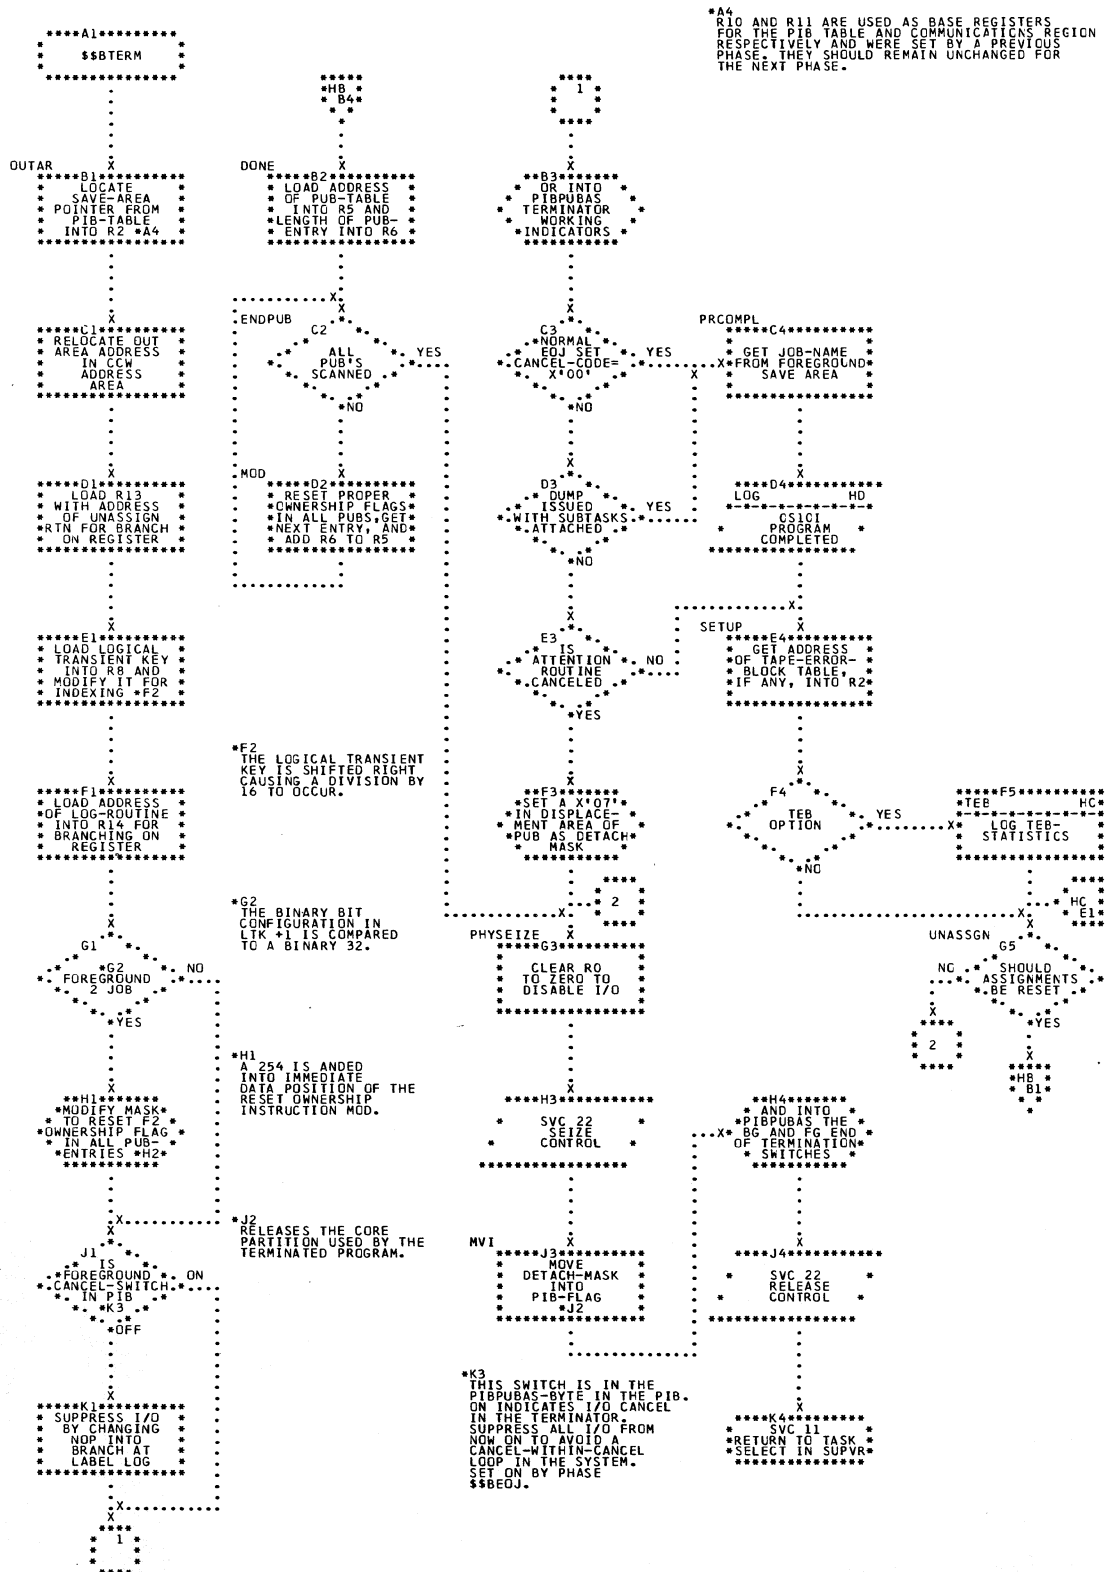 *A4
R10 AND R11 ARE USED AS BASE REGISTERS
FOR THE PIB TABLE AND COMMUNICATIONS REGION
RESPECTIVELY AND WERE SET BY A PREVIOUS
PHASE. THEY SHOULD REMAIN UNCHANGED FOR
THE NEXT PHASE.
A1
$$BTERM
OUTAR
B1
LOCATE
SAVE-AREA
POINTER FROM
PIB-TABLE
INTO R2 *A4
C1
RELOCATE OUT
AREA ADDRESS
IN CCW
ADDRESS
AREA
D1
LOAD R13
WITH ADDRESS
OF UNASSIGN
RTN FOR BRANCH
ON REGISTER
E1
LOAD LOGICAL
TRANSIENT KEY
INTO R8 AND
MODIFY IT FOR
INDEXING *F2
F1
LOAD ADDRESS
OF LOG-ROUTINE
INTO R14 FOR
BRANCHING ON
REGISTER
G1
*G2
FOREGROUND
2 JOB
NO
YES
H1
MODIFY MASK
TO RESET F2
OWNERSHIP FLAG
IN ALL PUB-
ENTRIES *H2
J1
IS
FOREGROUND
CANCEL-SWITCH
IN PIB
*K3
ON
OFF
K1
SUPPRESS I/O
BY CHANGING
NOP INTO
BRANCH AT
LABEL LOG
1
HB
B4
DONE
B2
LOAD ADDRESS
OF PUB-TABLE
INTO R5 AND
LENGTH OF PUB-
ENTRY INTO R6
ENDPUB
C2
ALL
PUB'S
SCANNED
YES
NO
MOD
D2
RESET PROPER
OWNERSHIP FLAGS
IN ALL PUBS,GET
NEXT ENTRY, AND
ADD R6 TO R5
*F2
THE LOGICAL TRANSIENT
KEY IS SHIFTED RIGHT
CAUSING A DIVISION BY
16 TO OCCUR.
*G2
THE BINARY BIT
CONFIGURATION IN
LTK +1 IS COMPARED
TO A BINARY 32.
*H1
A 254 IS ANDED
INTO IMMEDIATE
DATA POSITION OF THE
RESET OWNERSHIP
INSTRUCTION MOD.
*J2
RELEASES THE CORE
PARTITION USED BY THE
TERMINATED PROGRAM.
1
B3
OR INTO
PIBPUBAS
TERMINATOR
WORKING
INDICATORS
C3
NORMAL
EOJ SET
CANCEL-CODE=
X'00'
YES
NO
D3
DUMP
ISSUED
WITH SUBTASKS
ATTACHED
YES
NO
E3
IS
ATTENTION
ROUTINE
CANCELED
NO
YES
F3
SET A X'07'
IN DISPLACE-
MENT AREA OF
PUB AS DETACH
MASK
2
PHYSEIZE
G3
CLEAR R0
TO ZERO TO
DISABLE I/O
H3
SVC 22
SEIZE
CONTROL
MVI
J3
MOVE
DETACH-MASK
INTO
PIB-FLAG
*J2
*K3
THIS SWITCH IS IN THE
PIBPUBAS-BYTE IN THE PIB.
ON INDICATES I/O CANCEL
IN THE TERMINATOR.
SUPPRESS ALL I/O FROM
NOW ON TO AVOID A
CANCEL-WITHIN-CANCEL
LOOP IN THE SYSTEM.
SET ON BY PHASE
$$BEOJ.
PRCOMPL
C4
GET JOB-NAME
FROM FOREGROUND
SAVE AREA
D4
LOG HD
CS1CI
PROGRAM
COMPLETED
SETUP
E4
GET ADDRESS
OF TAPE-ERROR-
BLOCK TABLE,
IF ANY, INTO R2
F4
TEB
OPTION
YES
NO
F5
TEB HC
LOG TEB-
STATISTICS
HC
E1
UNASSGN
G5
SHOULD
ASSIGNMENTS
BE RESET
NO
YES
2
HB
B1
H4
AND INTO
PIBPUBAS THE
BG AND FG END
OF TERMINATION
SWITCHES
J4
SVC 22
RELEASE
CONTROL
K4
SVC 11
RETURN TO TASK
SELECT IN SUPVR